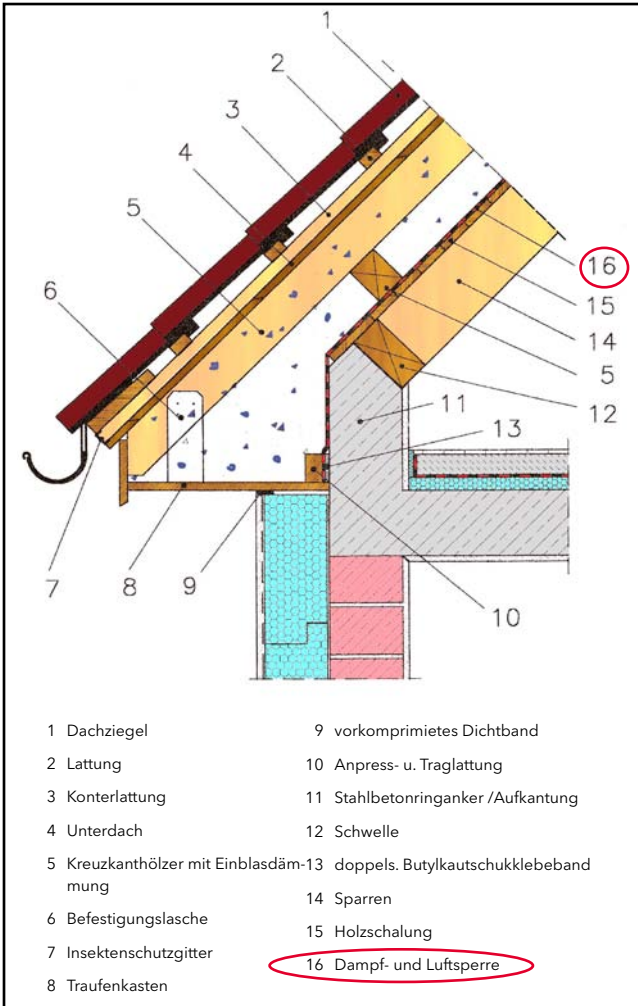 1
2
3
4
5
6
16
15
14
5
12
11
13
10
7
8
9
1 Dachziegel
2 Lattung
3 Konterlattung
4 Unterdach
5 Kreuzkanthölzer mit Einblasdäm-
mung
6 Befestigungslasche
7 Insektenschutzgitter
8 Traufenkasten
9 vorkomprimietes Dichtband
10 Anpress- u. Traglattung
11 Stahlbetonringanker /Aufkantung
12 Schwelle
13 doppels. Butylkautschukklebeband
14 Sparren
15 Holzschalung
16 Dampf- und Luftsperre